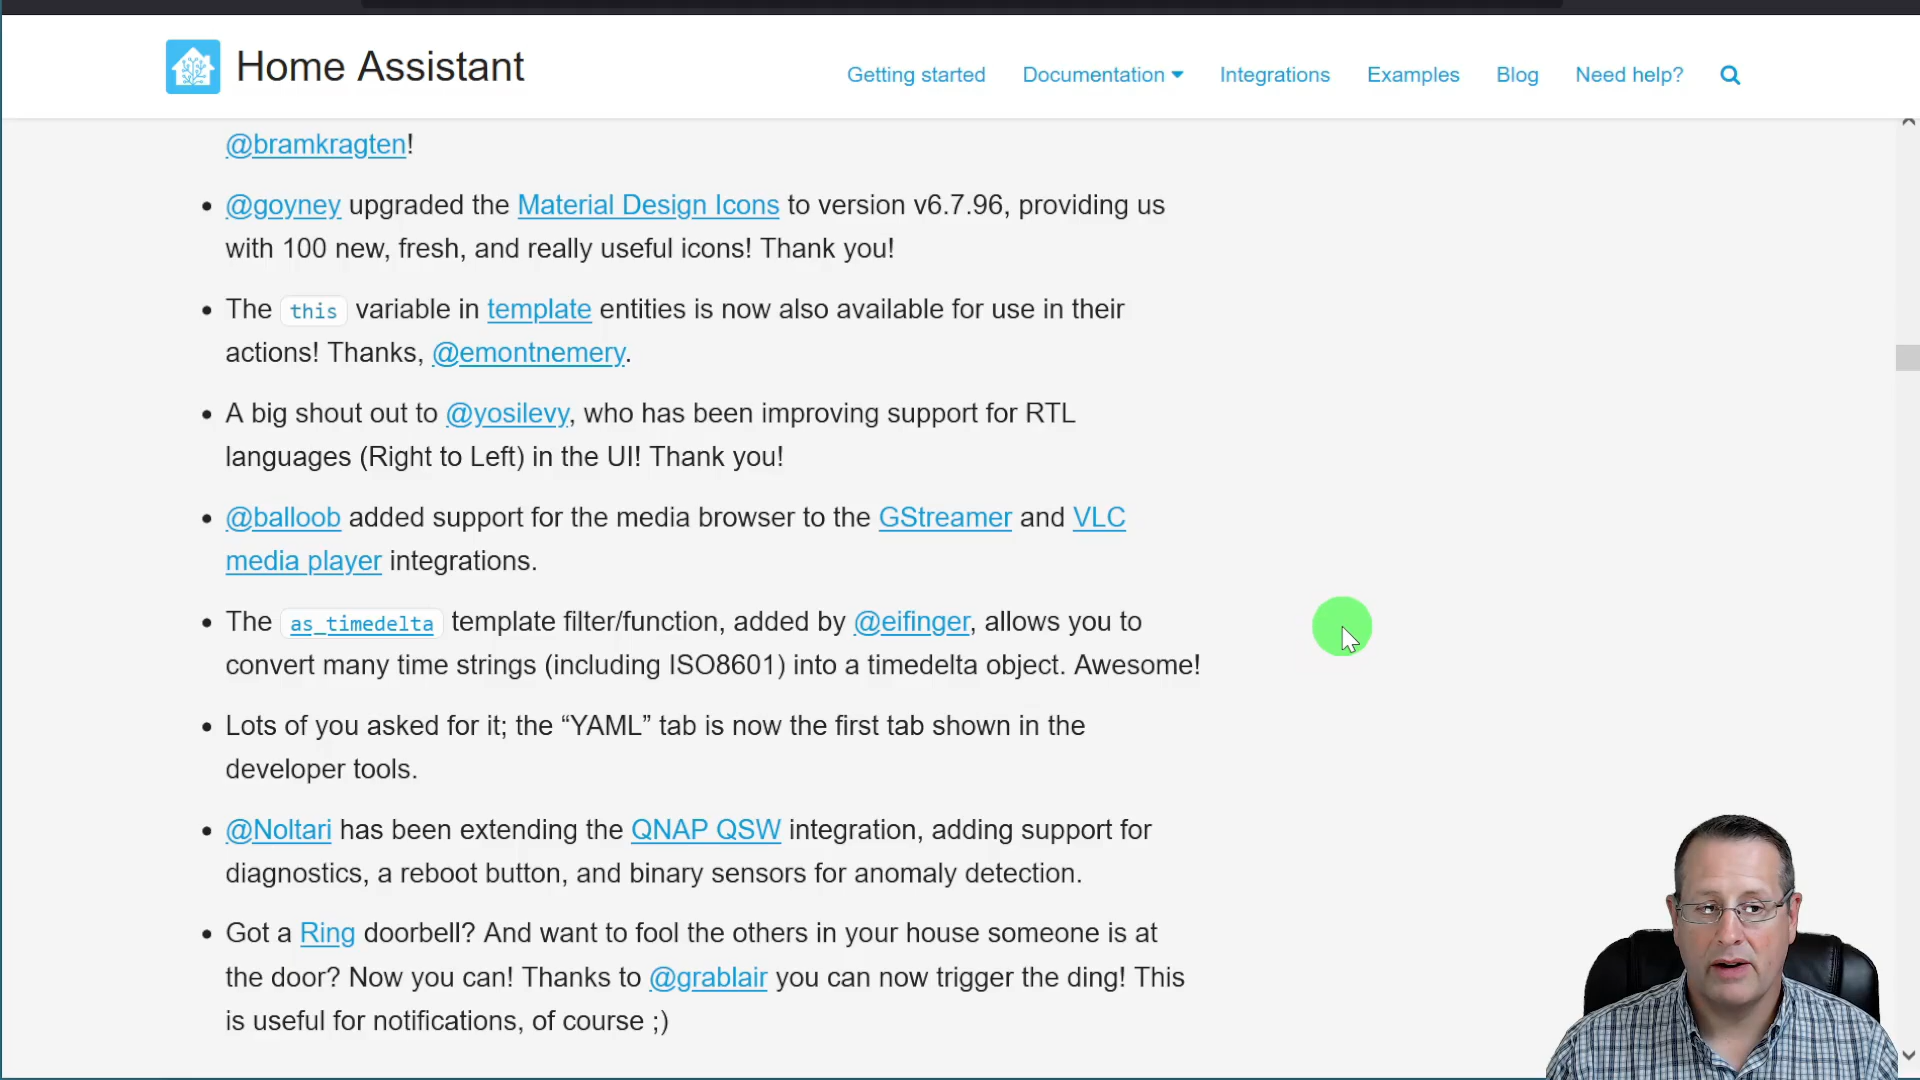 Home Assistant
Getting started
Documentation
Integrations
Examples
Blog
Need help?
@bramkragten!
@goyney upgraded the Material Design Icons to version v6.7.96, providing us
with 100 new, fresh, and really useful icons! Thank you!
The this variable in template entities is now also available for use in their
actions! Thanks, @emontnemery.
A big shout out to @yosilevy, who has been improving support for RTL
languages (Right to Left) in the UI! Thank you!
@balloob added support for the media browser to the GStreamer and VLC
media player integrations.
The as_timedelta template filter/function, added by @eifinger, allows you to
convert many time strings (including ISO8601) into a timedelta object. Awesome!
Lots of you asked for it; the “YAML” tab is now the first tab shown in the
developer tools.
@Noltari has been extending the QNAP QSW integration, adding support for
diagnostics, a reboot button, and binary sensors for anomaly detection.
Got a Ring doorbell? And want to fool the others in your house someone is at
the door? Now you can! Thanks to @grablair you can now trigger the ding! This
is useful for notifications, of course ;)